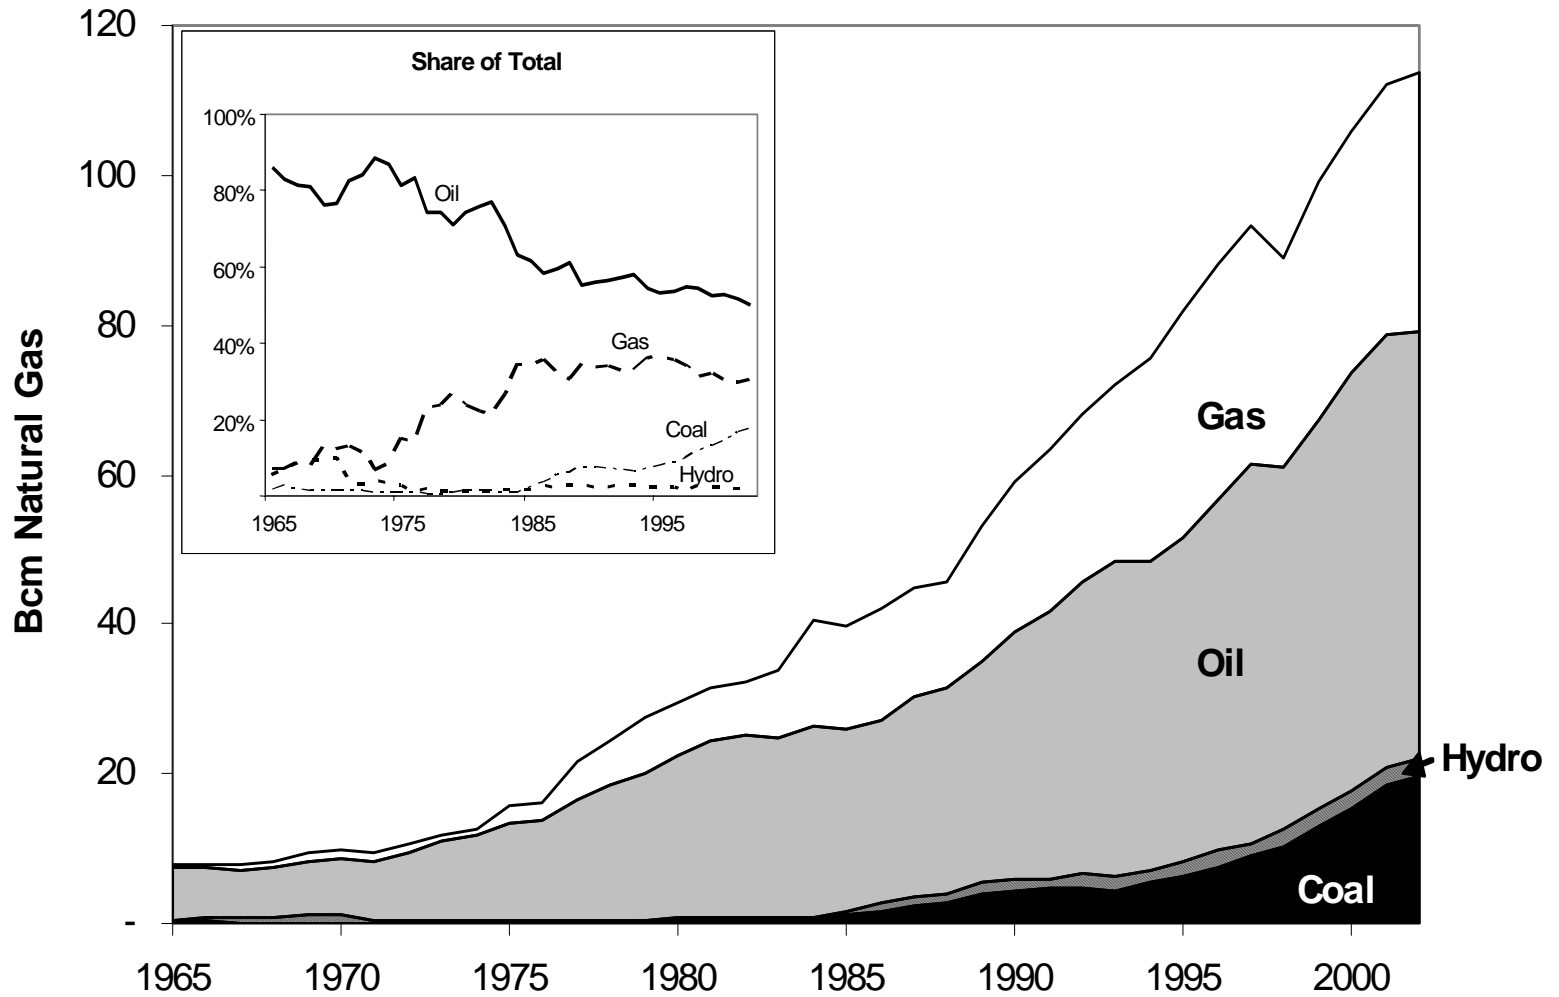 120
100
80
60
40
20
-
Bcm Natural Gas
Share of Total
100%
80%
60%
40%
20%
-
Oil
Gas
Coal
Hydro
1965 1975 1985 1995
Gas
Oil
Hydro
Coal
1965 1970 1975 1980 1985 1990 1995 2000